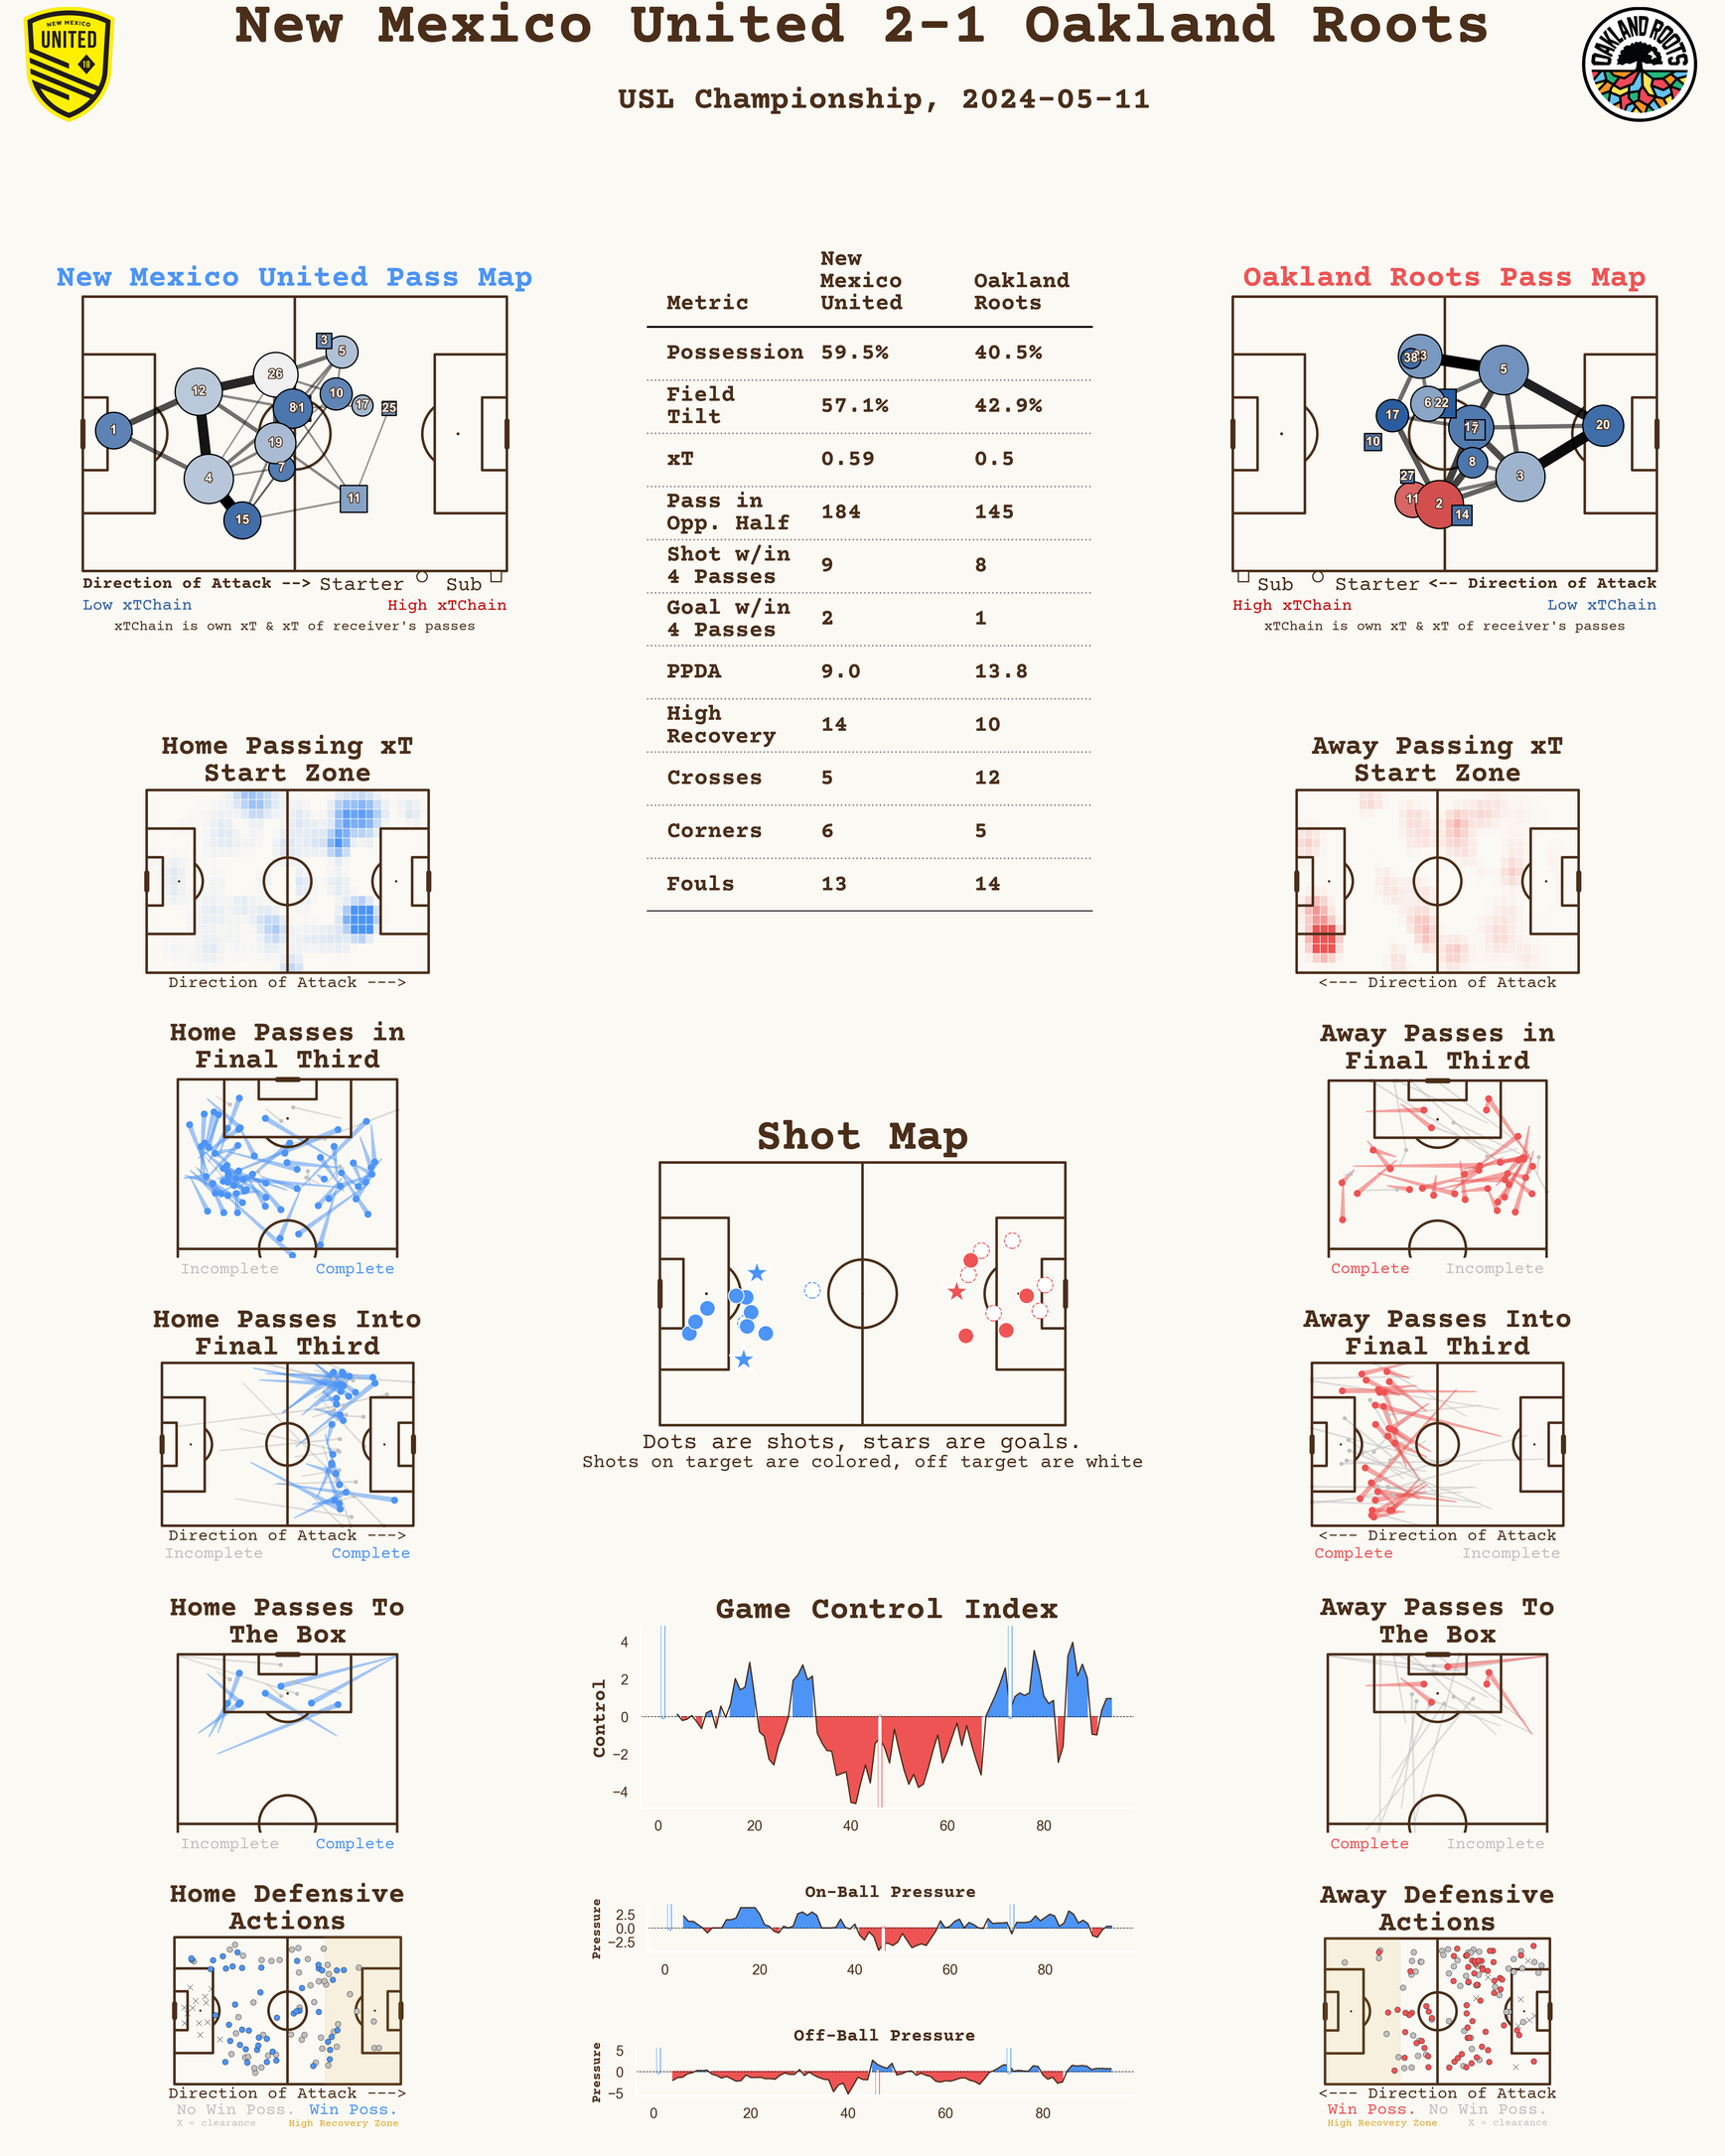 New Mexico United 2-1 Oakland Roots
USL Championship, 2024-05-11
NEW MEXICO
UNITED
18
OAKLAND ROOTS
New Mexico United Pass Map
1
12
4
15
26
19
7
81
10
3
5
17
25
11
Direction of Attack --> Starter Sub
Low xTChain High xTChain
xTChain is own xT & xT of receiver's passes
Metric New Mexico United Oakland Roots
Possession 59.5% 40.5%
Field Tilt 57.1% 42.9%
xT 0.59 0.5
Pass in Opp. Half 184 145
Shot w/in 4 Passes 9 8
Goal w/in 4 Passes 2 1
PPDA 9.0 13.8
High Recovery 14 10
Crosses 5 12
Corners 6 5
Fouls 13 14
Oakland Roots Pass Map
38
3
5
6
22
17
7
10
20
8
3
27
11
2
14
Sub Starter <-- Direction of Attack
High xTChain Low xTChain
xTChain is own xT & xT of receiver's passes
Home Passing xT
Start Zone
Direction of Attack --->
Away Passing xT
Start Zone
<--- Direction of Attack
Home Passes in
Final Third
Incomplete Complete
Away Passes in
Final Third
Complete Incomplete
Shot Map
Dots are shots, stars are goals.
Shots on target are colored, off target are white
Home Passes Into
Final Third
Direction of Attack --->
Incomplete Complete
Away Passes Into
Final Third
<--- Direction of Attack
Complete Incomplete
Home Passes To
The Box
Incomplete Complete
Game Control Index
Control
4
2
0
−2
−4
0 20 40 60 80
Away Passes To
The Box
Complete Incomplete
Home Defensive
Actions
Direction of Attack --->
No Win Poss. Win Poss.
X = clearance High Recovery Zone
On-Ball Pressure
Pressure
2.5
0.0
−2.5
0 20 40 60 80
Off-Ball Pressure
Pressure
5
0
−5
0 20 40 60 80
Away Defensive
Actions
<--- Direction of Attack
Win Poss. No Win Poss.
High Recovery Zone X = clearance